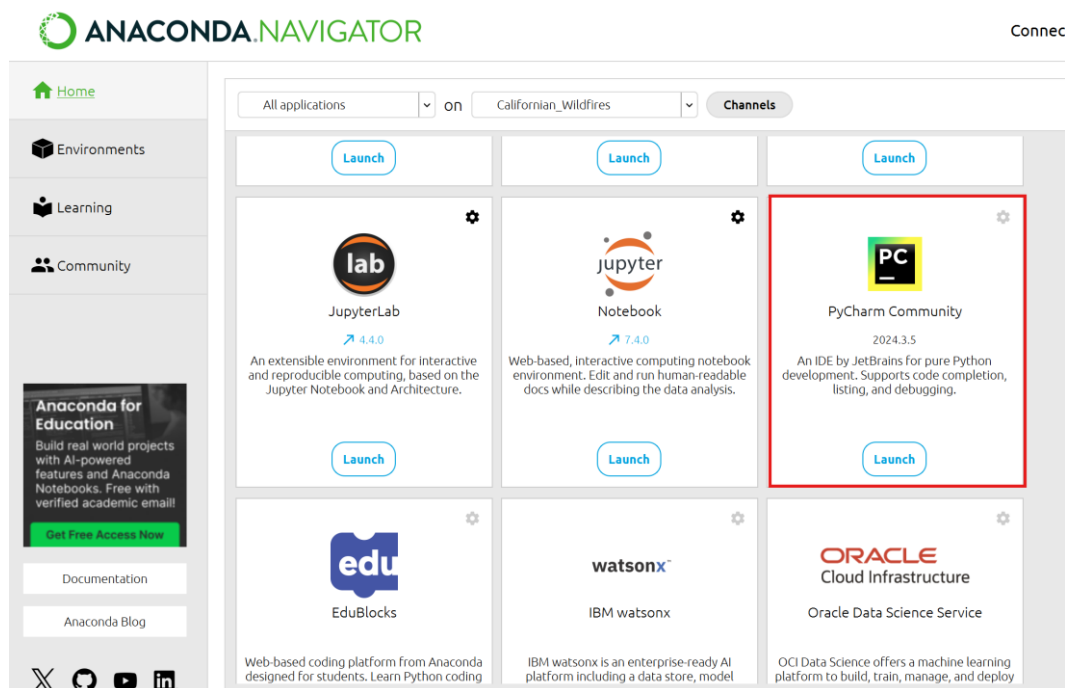 ANACONDA.NAVIGATOR
Connec
Home
Environments
Learning
Community
All applications
on
Californian_Wildfires
Channels
Launch
Launch
Launch
lab
JupyterLab
4.4.0
An extensible environment for interactive
and reproducible computing, based on the
Jupyter Notebook and Architecture.
Launch
jupyter
Notebook
7.4.0
Web-based, interactive computing notebook
environment. Edit and run human-readable
docs while describing the data analysis.
Launch
PC
PyCharm Community
2024.3.5
An IDE by JetBrains for pure Python
development. Supports code completion,
listing, and debugging.
Launch
Anaconda for
Education
Build real world projects
with AI-powered
features and Anaconda
Notebooks. Free with
verified academic email!
Get Free Access Now
Documentation
Anaconda Blog
edu
EduBlocks
Web-based coding platform from Anaconda
designed for students. Learn Python coding
watsonx
IBM watsonx
IBM watsonx is an enterprise-ready AI
platform including a data store, model
ORACLE
Cloud Infrastructure
Oracle Data Science Service
OCI Data Science offers a machine learning
platform to build, train, manage, and deploy